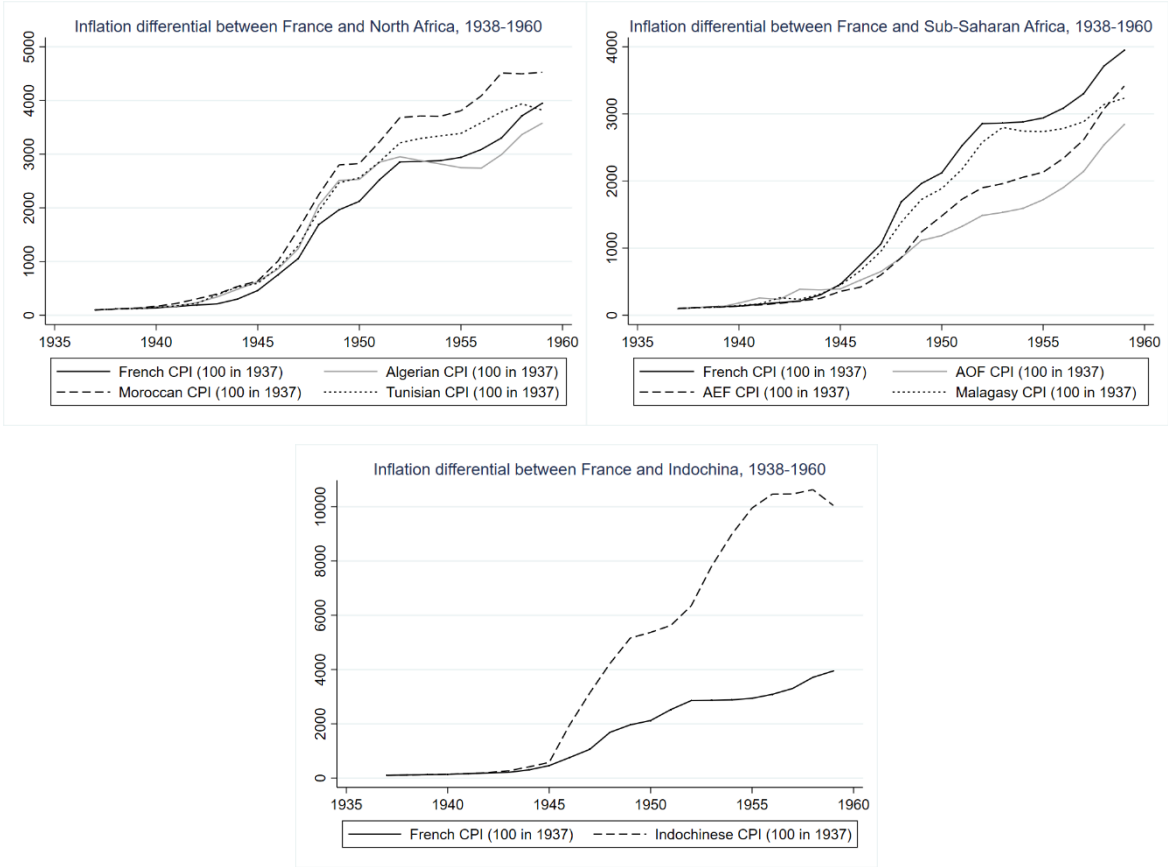 Inflation differential between France and North Africa, 1938-1960
5000
4000
3000
2000
1000
0
1935 1940 1945 1950 1955 1960
French CPI (100 in 1937) Algerian CPI (100 in 1937)
Moroccan CPI (100 in 1937) Tunisian CPI (100 in 1937)
Inflation differential between France and Sub-Saharan Africa, 1938-1960
4000
3000
2000
1000
0
1935 1940 1945 1950 1955 1960
French CPI (100 in 1937) AOF CPI (100 in 1937)
AEF CPI (100 in 1937) Malagasy CPI (100 in 1937)
Inflation differential between France and Indochina, 1938-1960
10000
8000
6000
4000
2000
0
1935 1940 1945 1950 1955 1960
French CPI (100 in 1937) Indochinese CPI (100 in 1937)